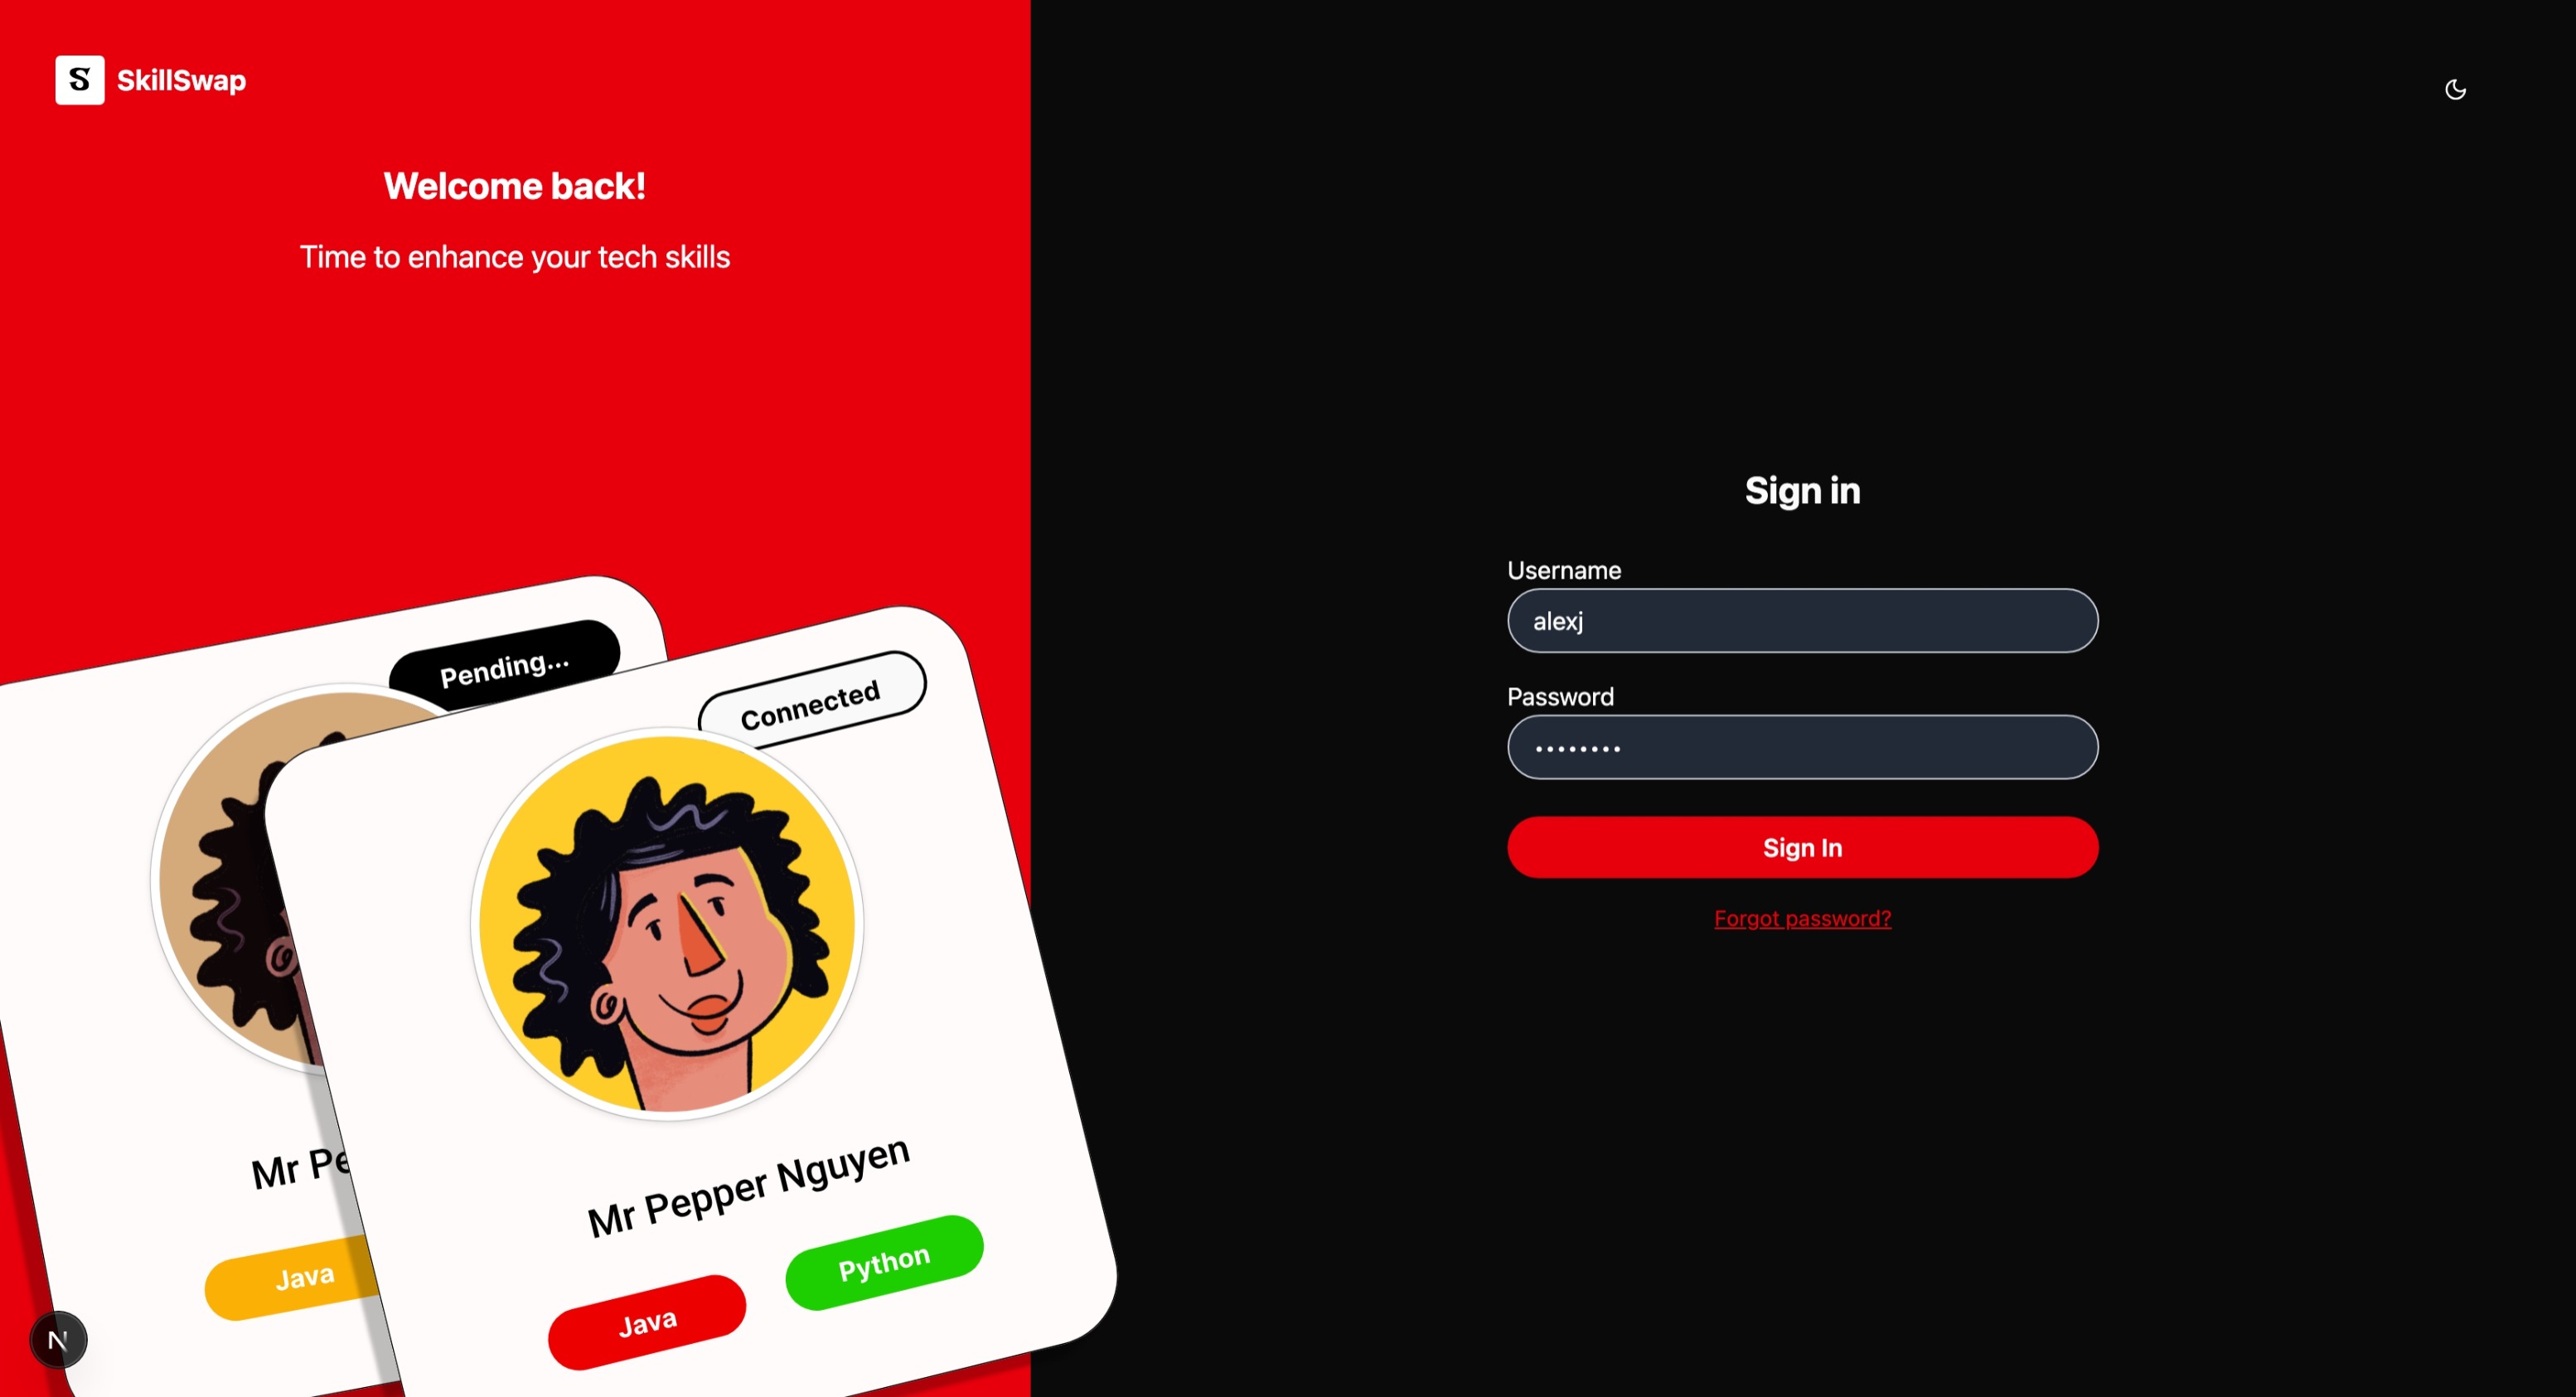 S SkillSwap
Welcome back!
Time to enhance your tech skills
Pending...
Connected
Mr Pe
Mr Pepper Nguyen
Java
Java
Python
N
Sign in
Username
alexj
Password
••••••••
Sign In
Forgot password?